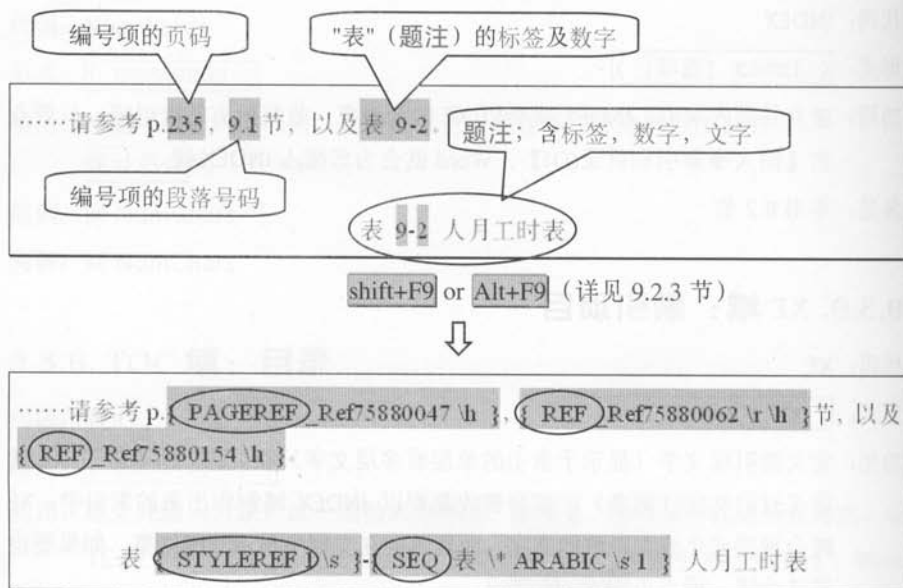 编号项的页码
"表"（题注）的标签及数字
……请参考 p.235，9.1节，以及表 9-2.
题注：含标签，数字，文字
编号项的段落号码
表 9-2 人月工时表
shift+F9 or Alt+F9（详见 9.2.3 节）
……请参考 p.{ PAGEREF _Ref75880047 \h }, { REF _Ref75880062 \r \h }节, 以及
{ REF _Ref75880154 \h }.
表 { STYLEREF 1 \s }-{ SEQ 表 \* ARABIC \s 1 } 人月工时表